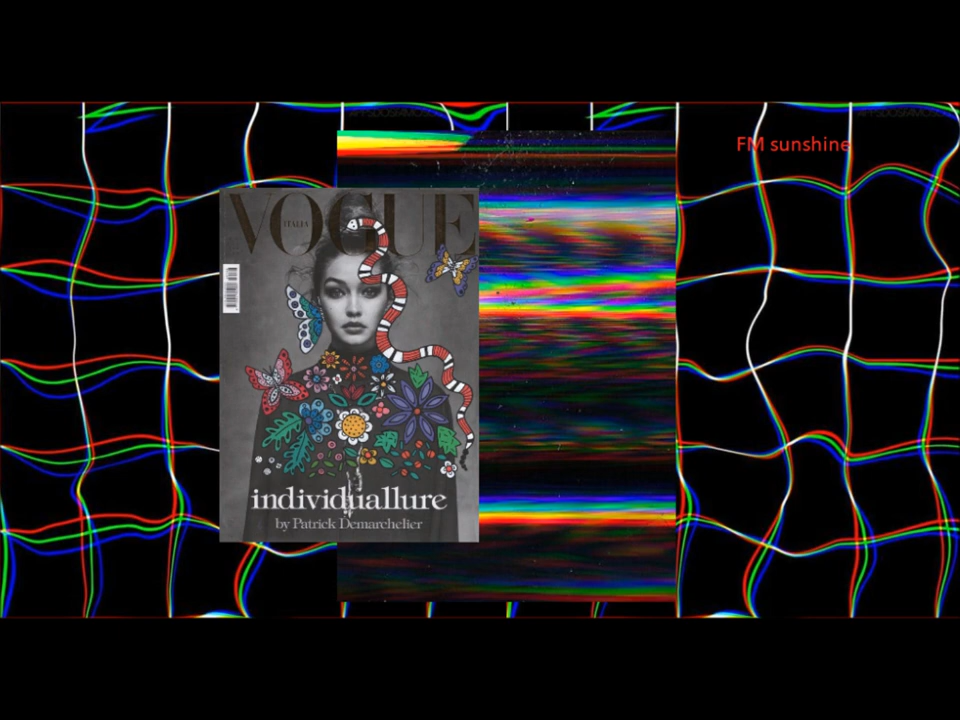 FM sunshine
VOGUE
ITALIA
individuallure
by Patrick Demarchelier